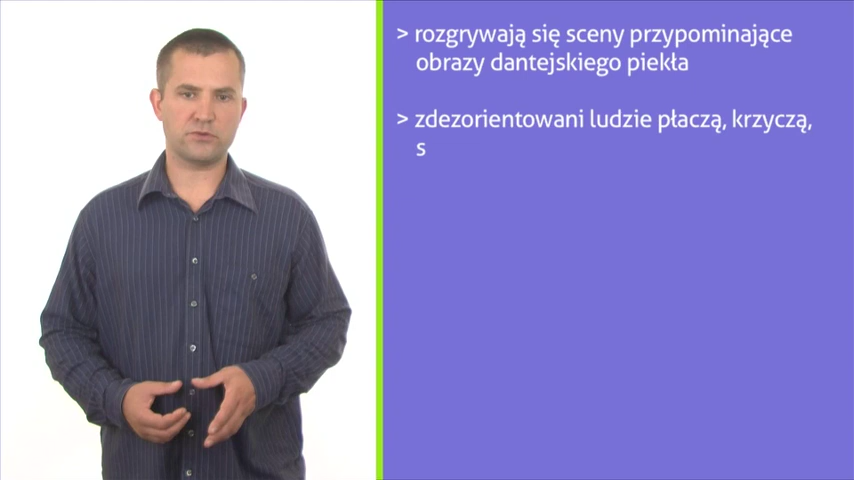 > rozgrywają się sceny przypominające
obrazy dantejskiego piekła
> zdezorientowani ludzie płaczą, krzyczą,
s